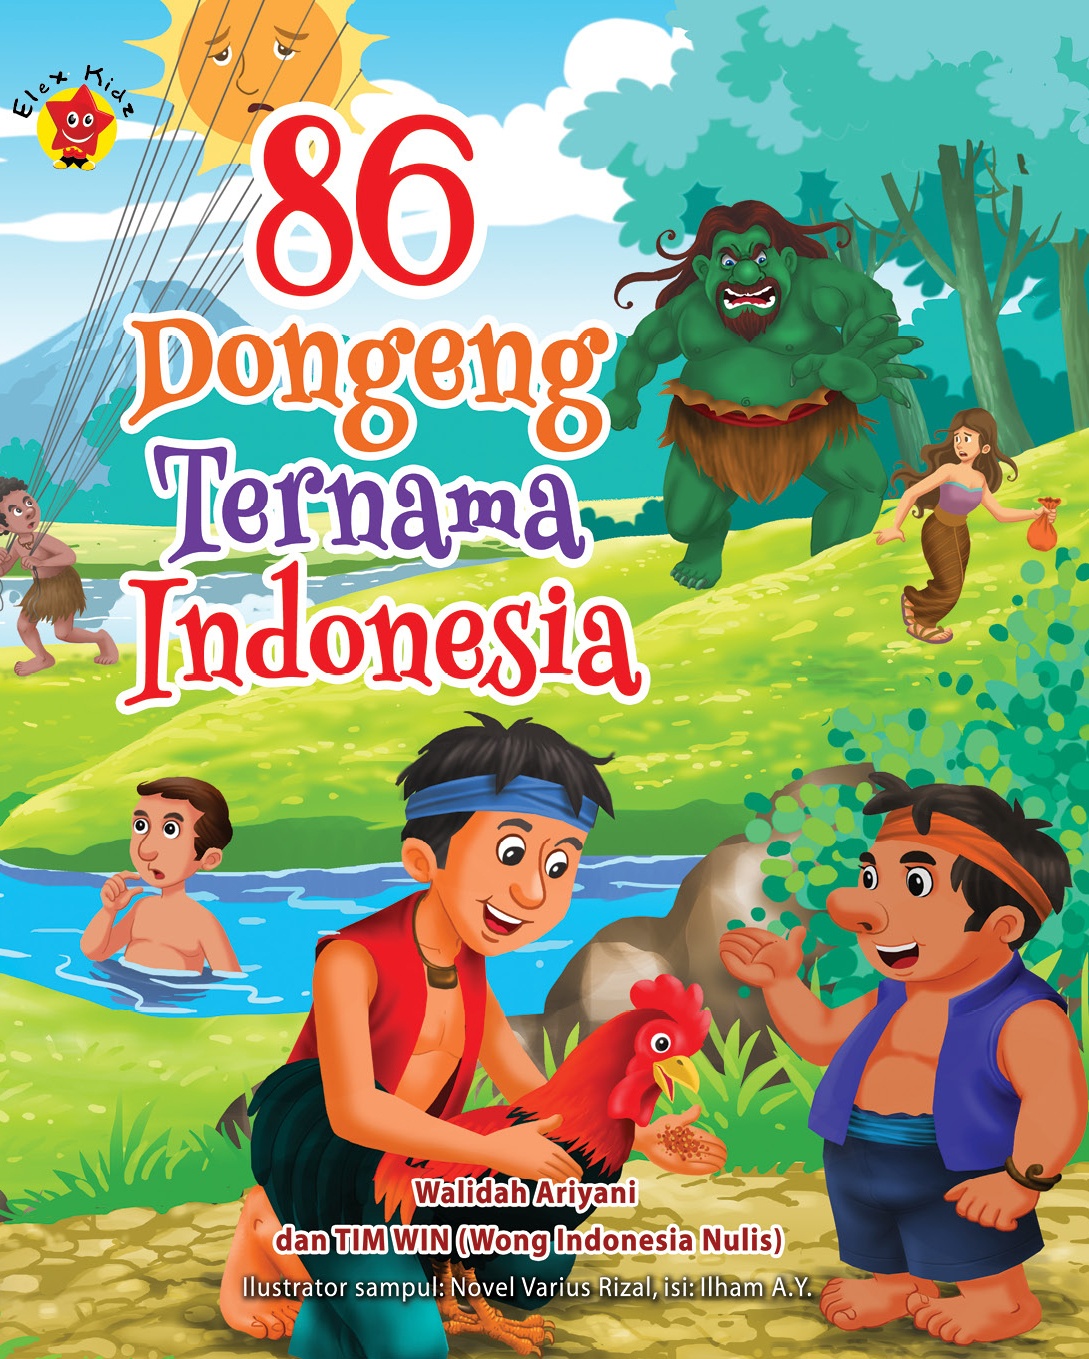 Elex Kidz
86
Dongeng
Ternama
Indonesia
Walidah Ariyani
dan TIM WIN (Wong Indonesia Nulis)
Ilustrator sampul: Novel Varius Rizal, isi: Ilham A.Y.